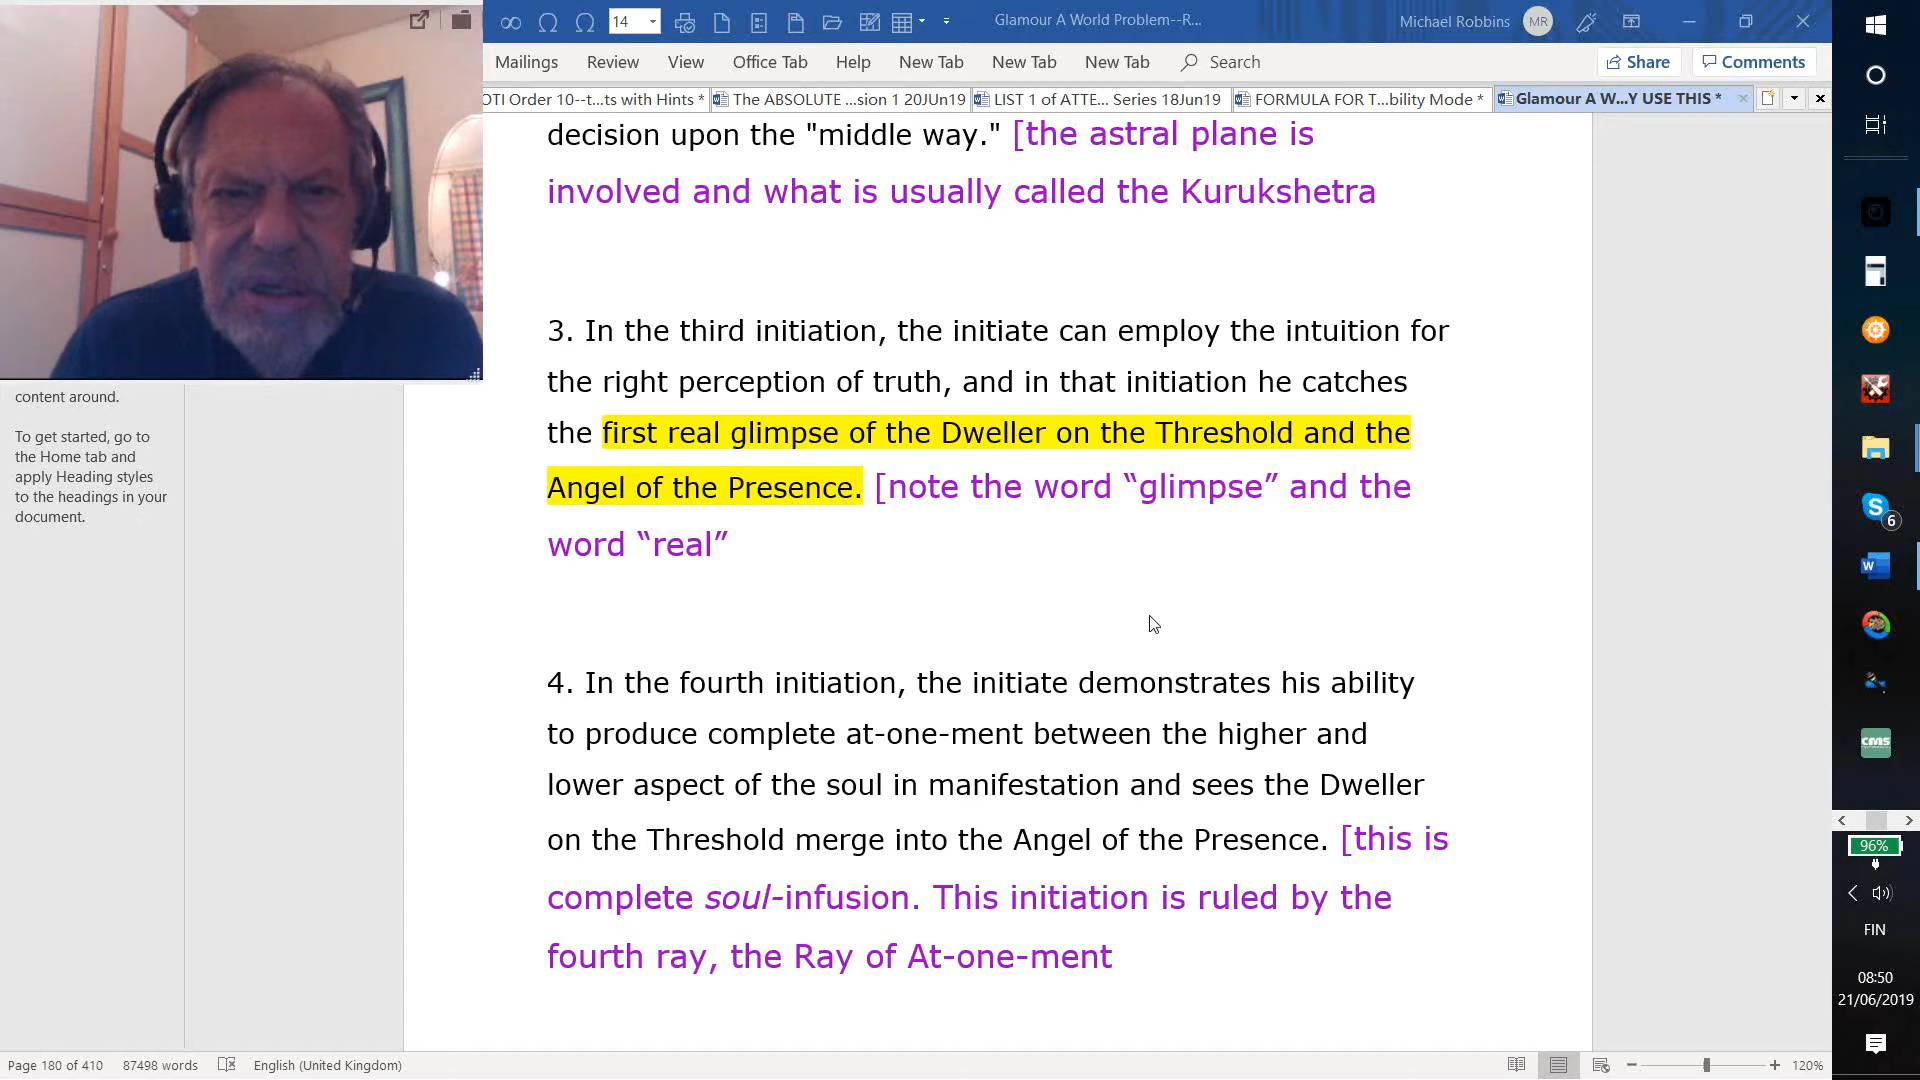 14
Glamour A World Problem--R...
Michael Robbins
MR
Mailings
Review
View
Office Tab
Help
New Tab
New Tab
New Tab
Search
Share
Comments
OTI Order 10--t...ts with Hints *
The ABSOLUTE ...sion 1 20JUn19
LIST 1 of ATTE... Series 18Jun19
FORMULA FOR T...bility Mode *
Glamour A W...Y USE THIS *
decision upon the "middle way." [the astral plane is
involved and what is usually called the Kurukshetra
3. In the third initiation, the initiate can employ the intuition for
the right perception of truth, and in that initiation he catches
the first real glimpse of the Dweller on the Threshold and the
Angel of the Presence. [note the word “glimpse” and the
word “real”
4. In the fourth initiation, the initiate demonstrates his ability
to produce complete at-one-ment between the higher and
lower aspect of the soul in manifestation and sees the Dweller
on the Threshold merge into the Angel of the Presence. [this is
complete soul-infusion. This initiation is ruled by the
fourth ray, the Ray of At-one-ment
content around.
To get started, go to
the Home tab and
apply Heading styles
to the headings in your
document.
S
6
W
CMS
96%
FIN
08:50
21/06/2019
Page 180 of 410
87498 words
English (United Kingdom)
120%